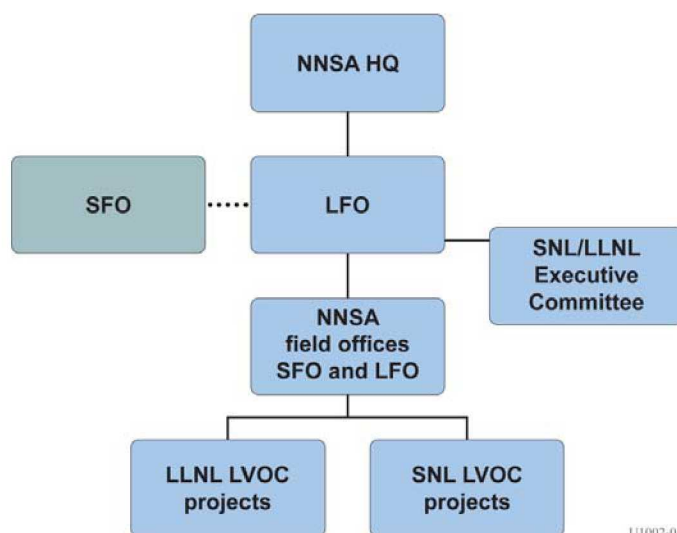 NNSA HQ
SFO
LFO
SNL/LLNL
Executive
Committee
NNSA
field offices
SFO and LFO
LLNL LVOC
projects
SNL LVOC
projects